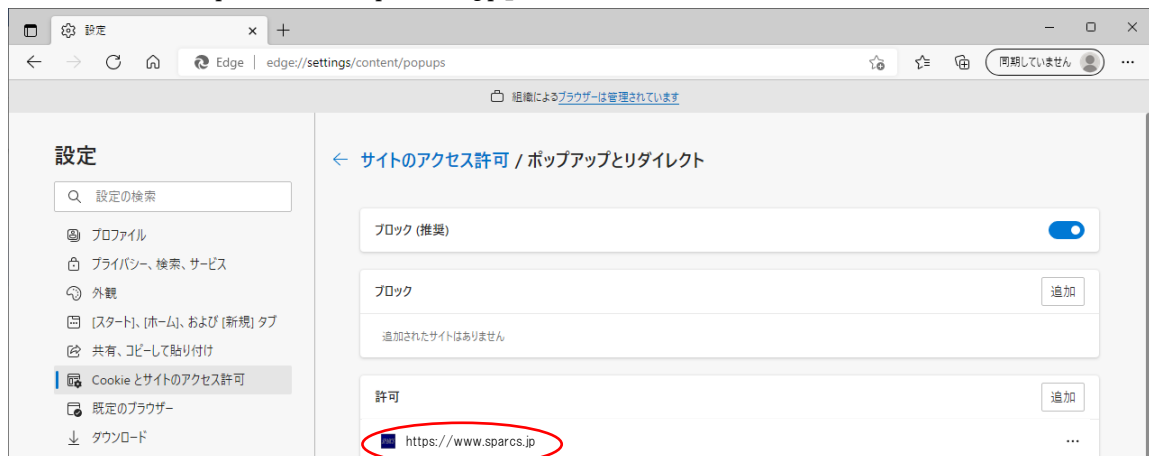 設定
Edge | edge://settings/content/popups
同期していません
組織によるブラウザーは管理されています
設定
設定の検索
プロファイル
プライバシー、検索、サービス
外観
[スタート]、[ホーム]、および [新規] タブ
共有、コピーして貼り付け
Cookie とサイトのアクセス許可
既定のブラウザー
ダウンロード
サイトのアクセス許可 / ポップアップとリダイレクト
ブロック (推奨)
ブロック
追加
追加されたサイトはありません
許可
追加
https://www.sparcs.jp